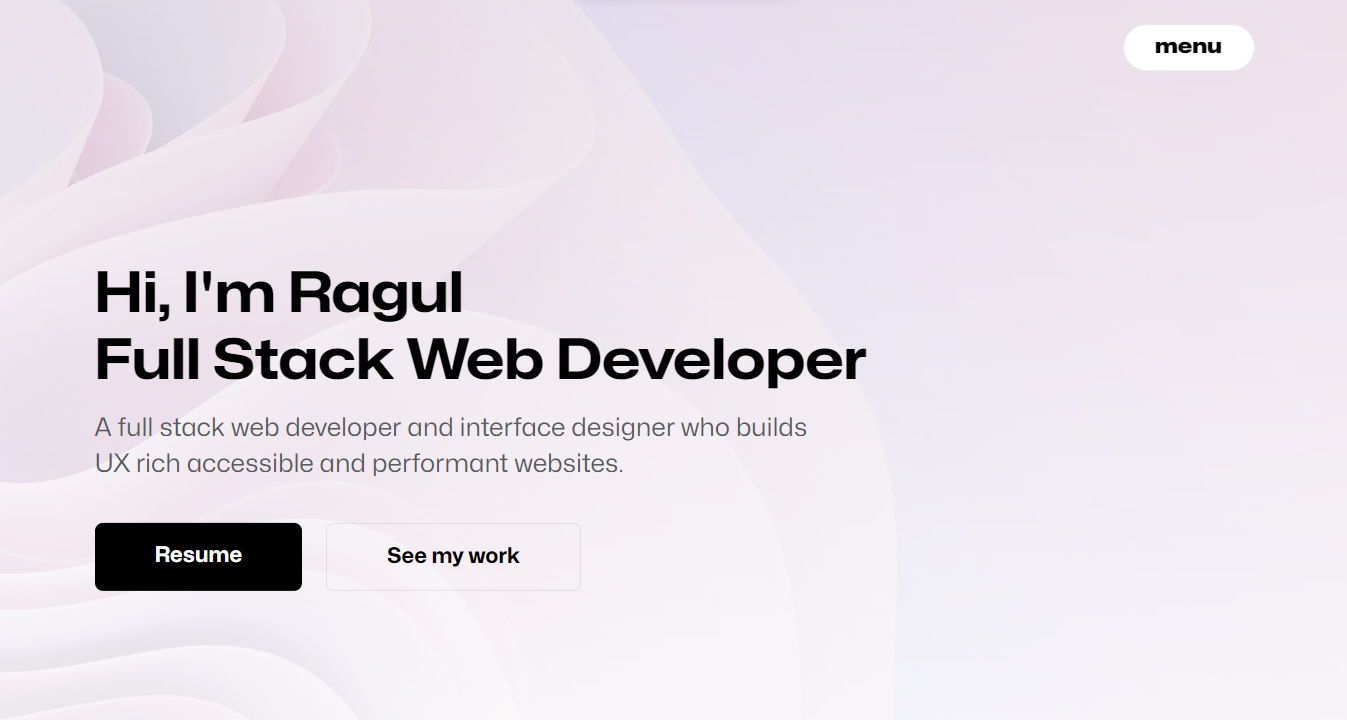 menu
Hi, I'm Ragul
Full Stack Web Developer
A full stack web developer and interface designer who builds
UX rich accessible and performant websites.
Resume
See my work